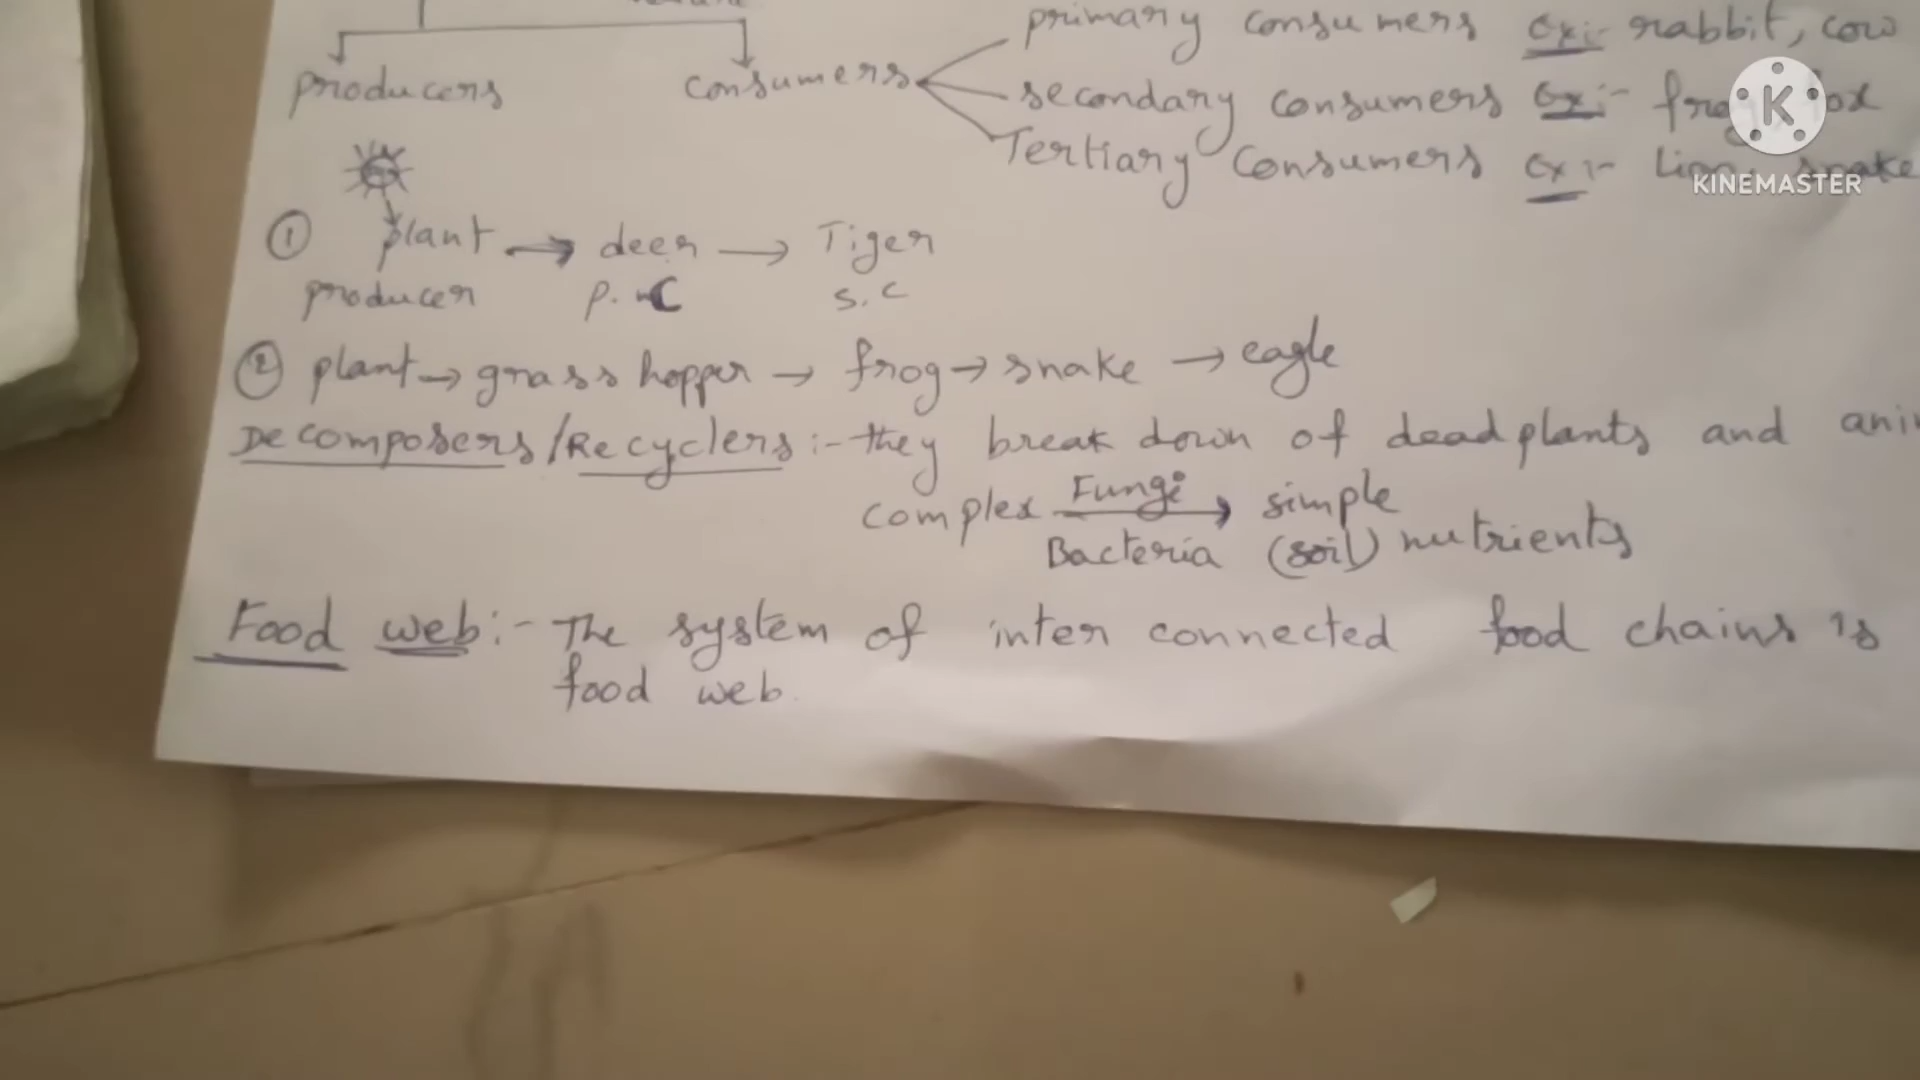 producers consumers
primary consumers Ex:- rabbit, cow
secondary consumers Ex:-
Tertiary Consumers Ex:-
KINEMASTER
① plant → deer → Tiger
producer P. C S. C
② plant → grass hopper → frog → snake → eagle
Decomposers/Recyclers :- they break down of dead plants and
complex Fungi → simple
Bacteria (soil) nutrients
Food web :- The system of inter connected food chains is
food web.